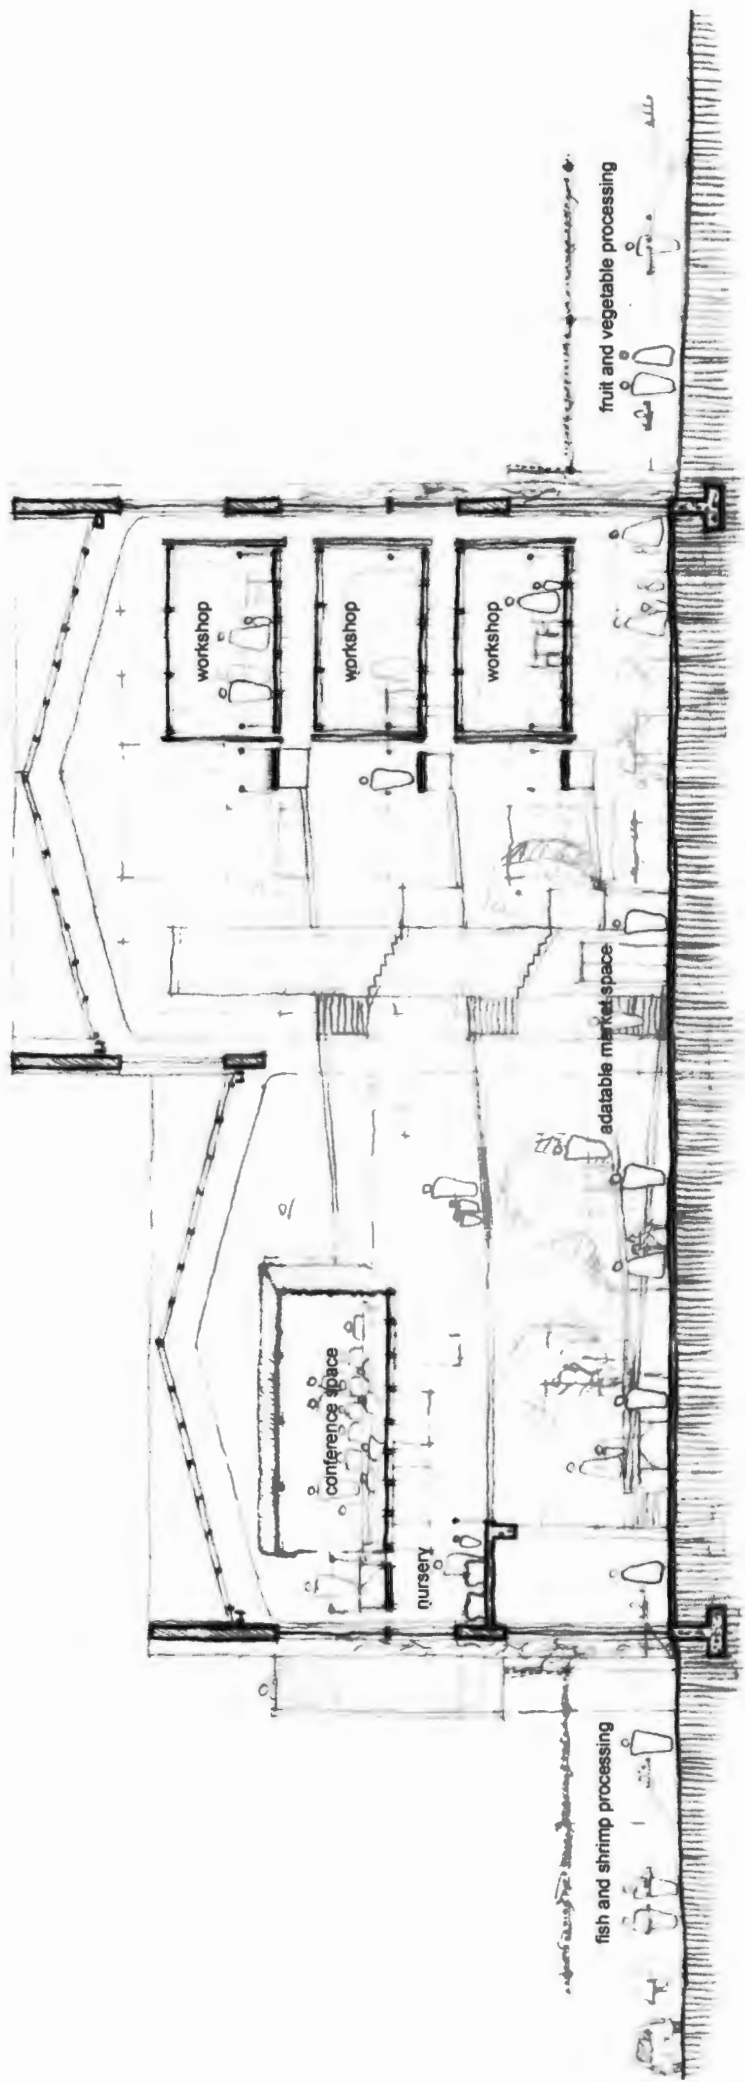 workshop
workshop
workshop
conference space
nursery
adatable market space
fish and shrimp processing
fruit and vegetable processing